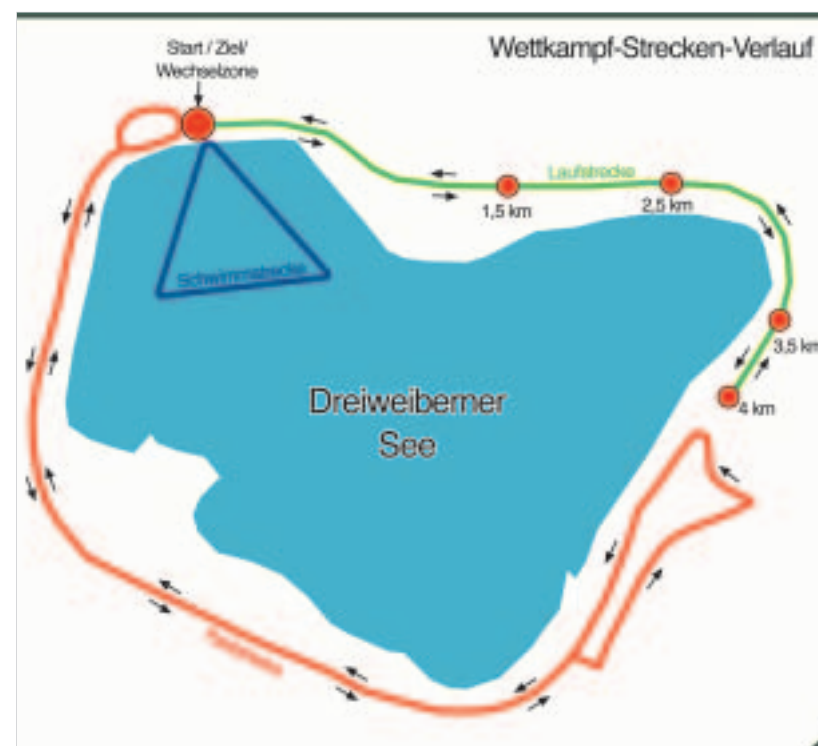 Start / Ziel/
Wechselzone
Wettkampf-Strecken-Verlauf
Laufstrecke
1,5 km
2,5 km
Schwimmstrecke
3,5 km
4 km
Dreiweiberner
See